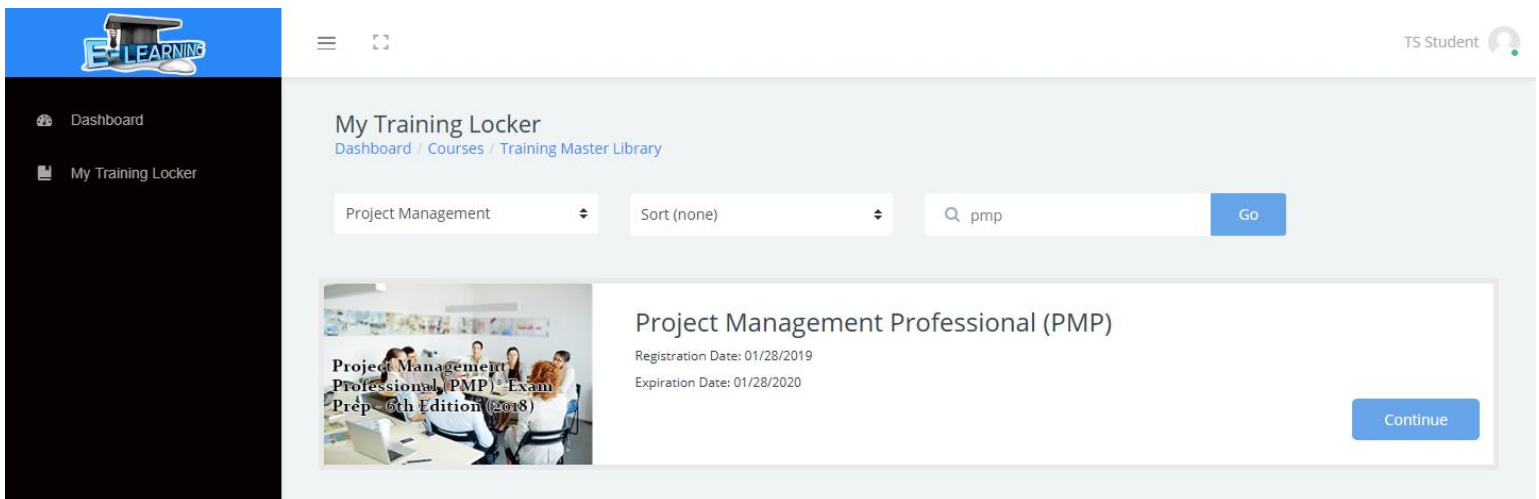 E-LEARNING
TS Student
Dashboard
My Training Locker
My Training Locker
Dashboard / Courses / Training Master Library
Project Management
Sort (none)
pmp
Go
Project Management
Professional (PMP)® Exam
Prep - 6th Edition (2018)
Project Management Professional (PMP)
Registration Date: 01/28/2019
Expiration Date: 01/28/2020
Continue